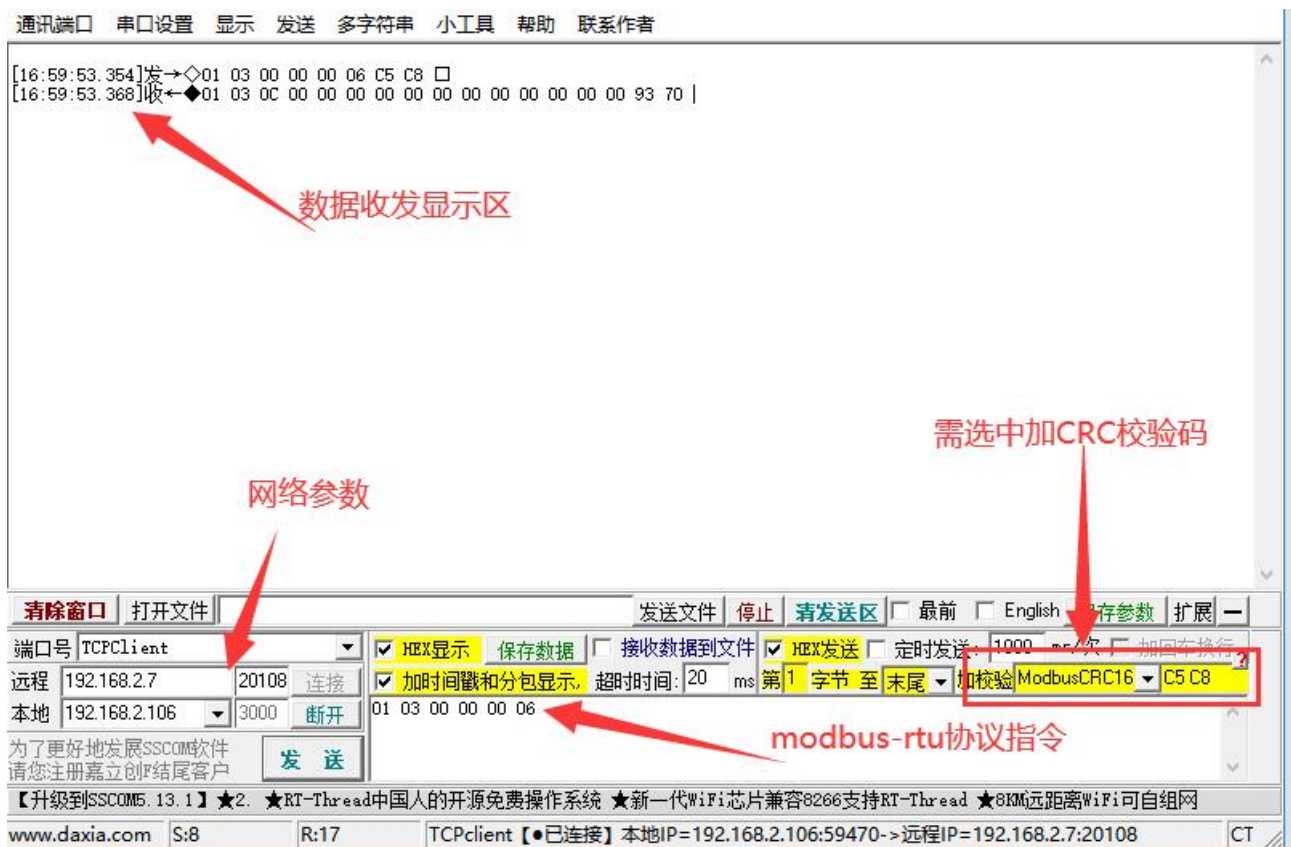 通讯端口 串口设置 显示 发送 多字符串 小工具 帮助 联系作者
[16:59:53.354]发→◇01 03 00 00 00 06 C5 C8 □
[16:59:53.368]收←◆01 03 0C 00 00 00 00 00 00 00 00 00 00 00 00 93 70
数据收发显示区
需选中加CRC校验码
网络参数
清除窗口 打开文件 发送文件 停止 清发送区 最前 English 保存参数 扩展 —
端口号 TCPClient HEX显示 保存数据 接收数据到文件 HEX发送 定时发送: 1000 ms/次 加回车换行
远程 192.168.2.7 20108 连接 加时间戳和分包显示, 超时时间: 20 ms 第 1 字节 至 末尾 加校验 ModbusCRC16 C5 C8 ?
本地 192.168.2.106 3000 断开 01 03 00 00 00 06
modbus-rtu协议指令
为了更好地发展SSCOM软件
请您注册嘉立创F结尾客户
发 送
【升级到SSCOM5.13.1】★2. ★RT-Thread中国人的开源免费操作系统 ★新一代WiFi芯片兼容8266支持RT-Thread ★8KM远距离WiFi可自组网
www.daxia.com S:8 R:17 TCPclient【●已连接】本地IP=192.168.2.106:59470->远程IP=192.168.2.7:20108 CT